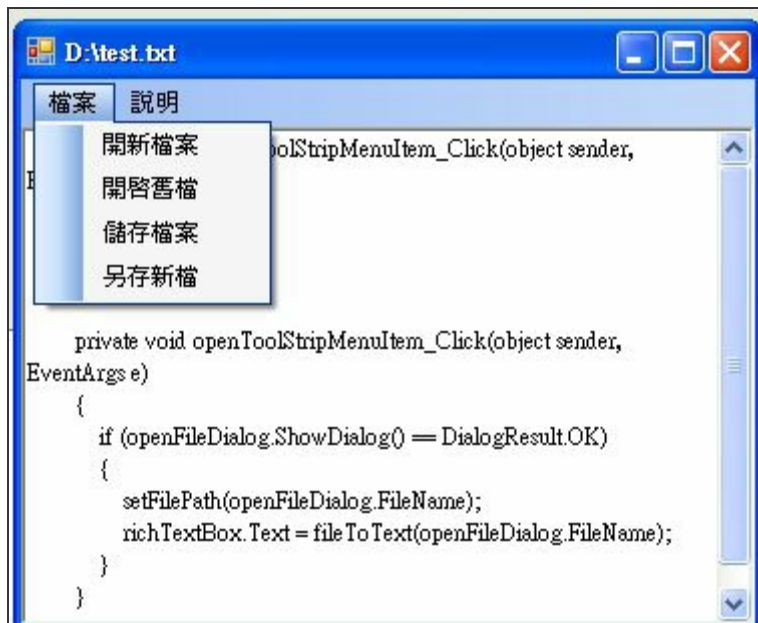 D:\test.txt
檔案 說明
開新檔案
開啟舊檔
儲存檔案
另存新檔
oolStripMenuItem_Click(object sender,
private void openToolStripMenuItem_Click(object sender,
EventArgs e)
{
if (openFileDialog.ShowDialog() == DialogResult.OK)
{
setFilePath(openFileDialog.FileName);
richTextBox.Text = fileToText(openFileDialog.FileName);
}
}